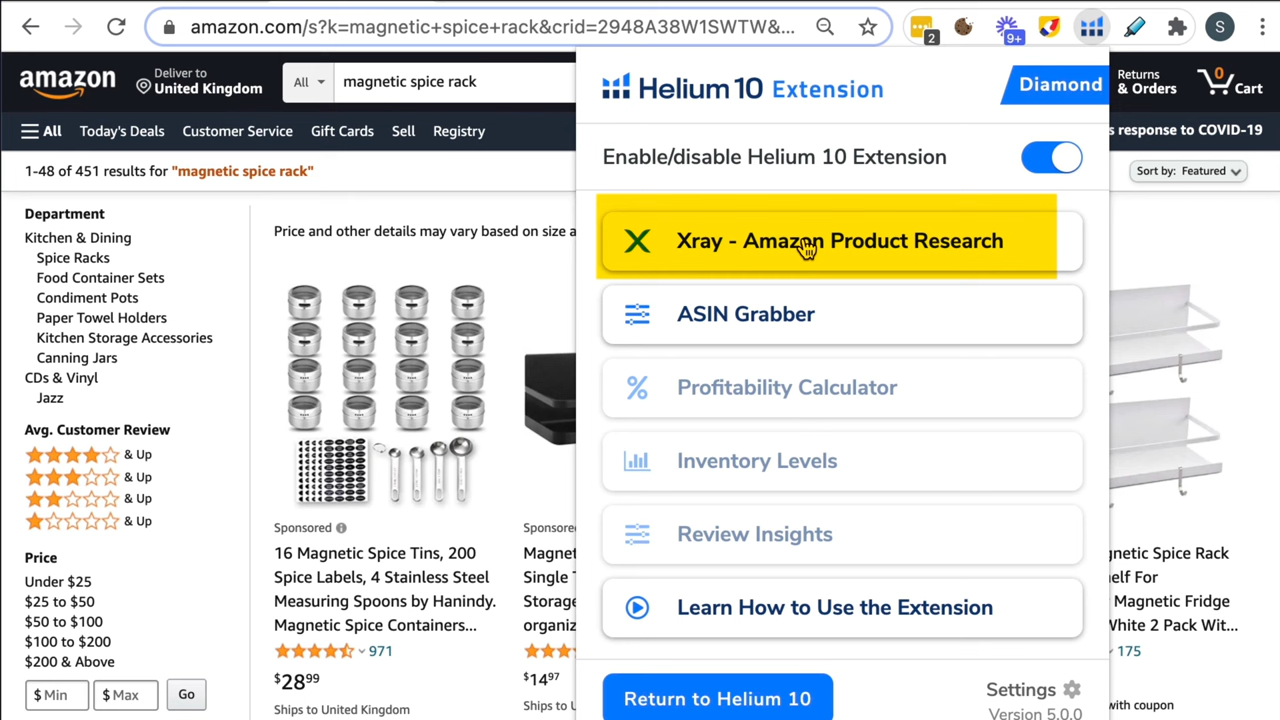 amazon.com/s?k=magnetic+spice+rack&crid=2948A38W1SWTW&...
2
9+
S
amazon
Deliver to
United Kingdom
All
magnetic spice rack
Returns
& Orders
0
Cart
All
Today's Deals
Customer Service
Gift Cards
Sell
Registry
s response to COVID-19
1-48 of 451 results for "magnetic spice rack"
Sort by: Featured
Helium 10 Extension
Diamond
Enable/disable Helium 10 Extension
Xray - Amazon Product Research
ASIN Grabber
Profitability Calculator
Inventory Levels
Review Insights
Learn How to Use the Extension
Return to Helium 10
Settings
Version 5.0.0
Department
Kitchen & Dining
Spice Racks
Food Container Sets
Condiment Pots
Paper Towel Holders
Kitchen Storage Accessories
Canning Jars
CDs & Vinyl
Jazz
Avg. Customer Review
& Up
& Up
& Up
& Up
Price
Under $25
$25 to $50
$50 to $100
$100 to $200
$200 & Above
$ Min
$ Max
Go
Price and other details may vary based on size a
Sponsored
16 Magnetic Spice Tins, 200
Spice Labels, 4 Stainless Steel
Measuring Spoons by Hanindy.
Magnetic Spice Containers...
971
$28.99
Ships to United Kingdom
Sponsored
Magnet
Single T
Storage
organiz
$14.97
Ships to U
gnetic Spice Rack
elf For
Magnetic Fridge
White 2 Pack Wit...
175
with coupon